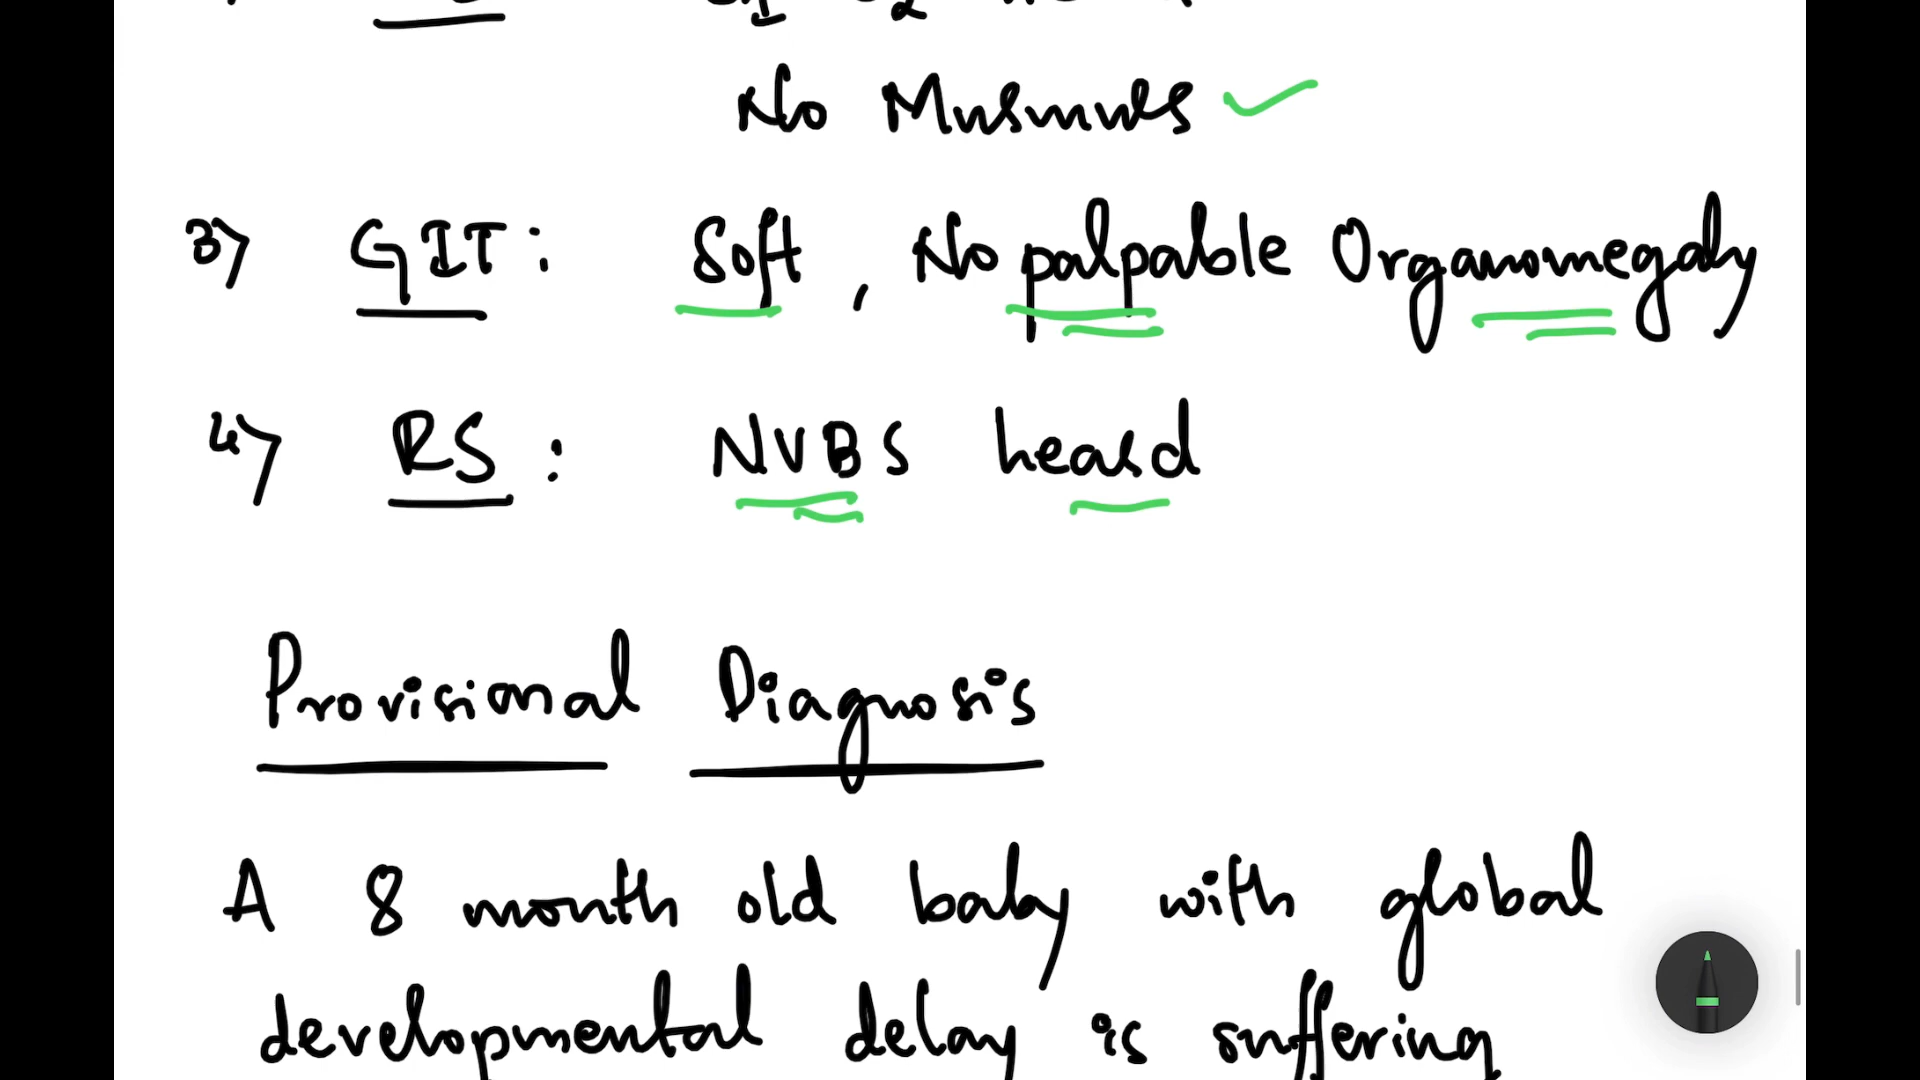 No Murmurs
3) GIT: Soft, No palpable Organomegaly
4) RS: NVBS heard
Provisional Diagnosis
A 8 month old baby with global
developmental delay is suffering